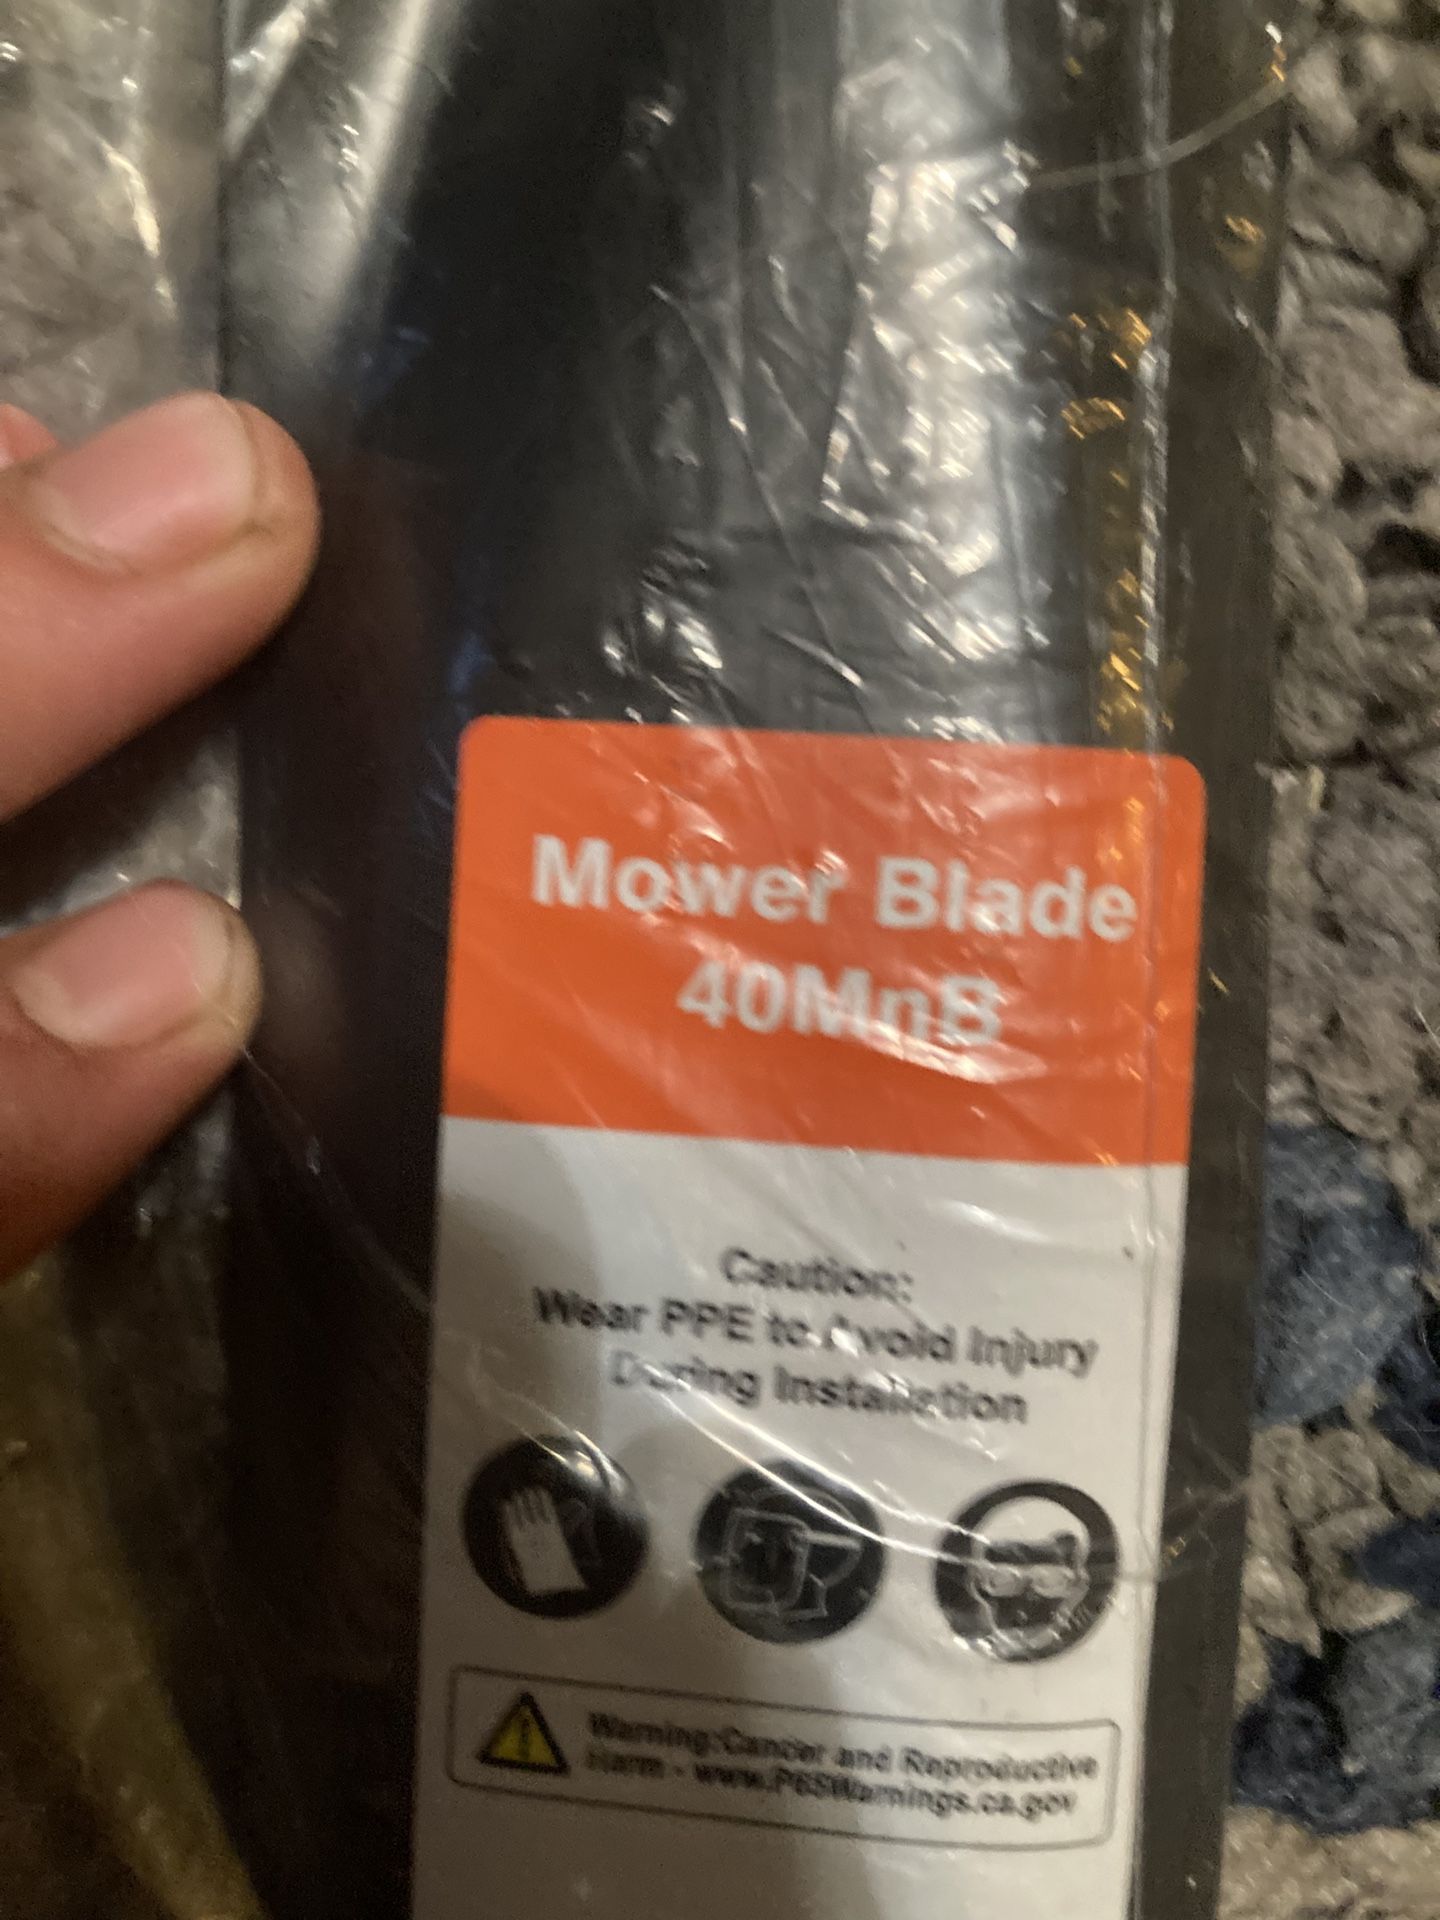 Mower Blade
40MnB
Caution:
Wear PPE to Avoid Injury
During Installation
Warning:Cancer and Reproductive
Harm - www.P65Warnings.ca.gov